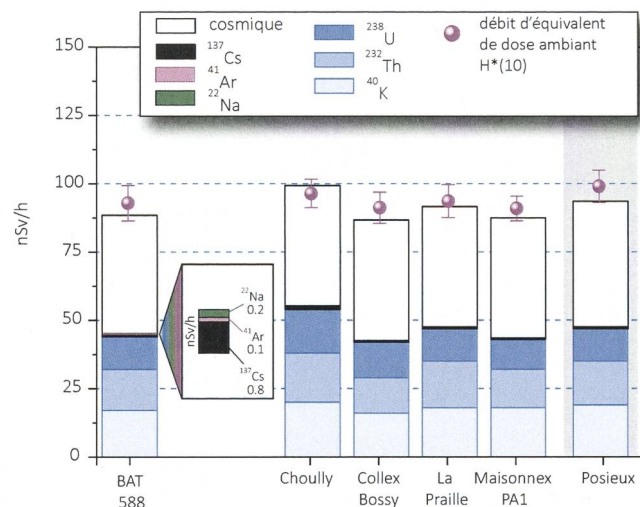 cosmique
¹³⁷Cs
⁴¹Ar
²²Na
²³⁸U
²³²Th
⁴⁰K
débit d'équivalent
de dose ambiant
H*(10)
150
125
100
75
50
25
0
nSv/h
nSv/h
²²Na
0.2
⁴¹Ar
0.1
¹³⁷Cs
0.8
BAT
588
Choully
Collex
Bossy
La
Praille
Maisonnex
PA1
Posieux